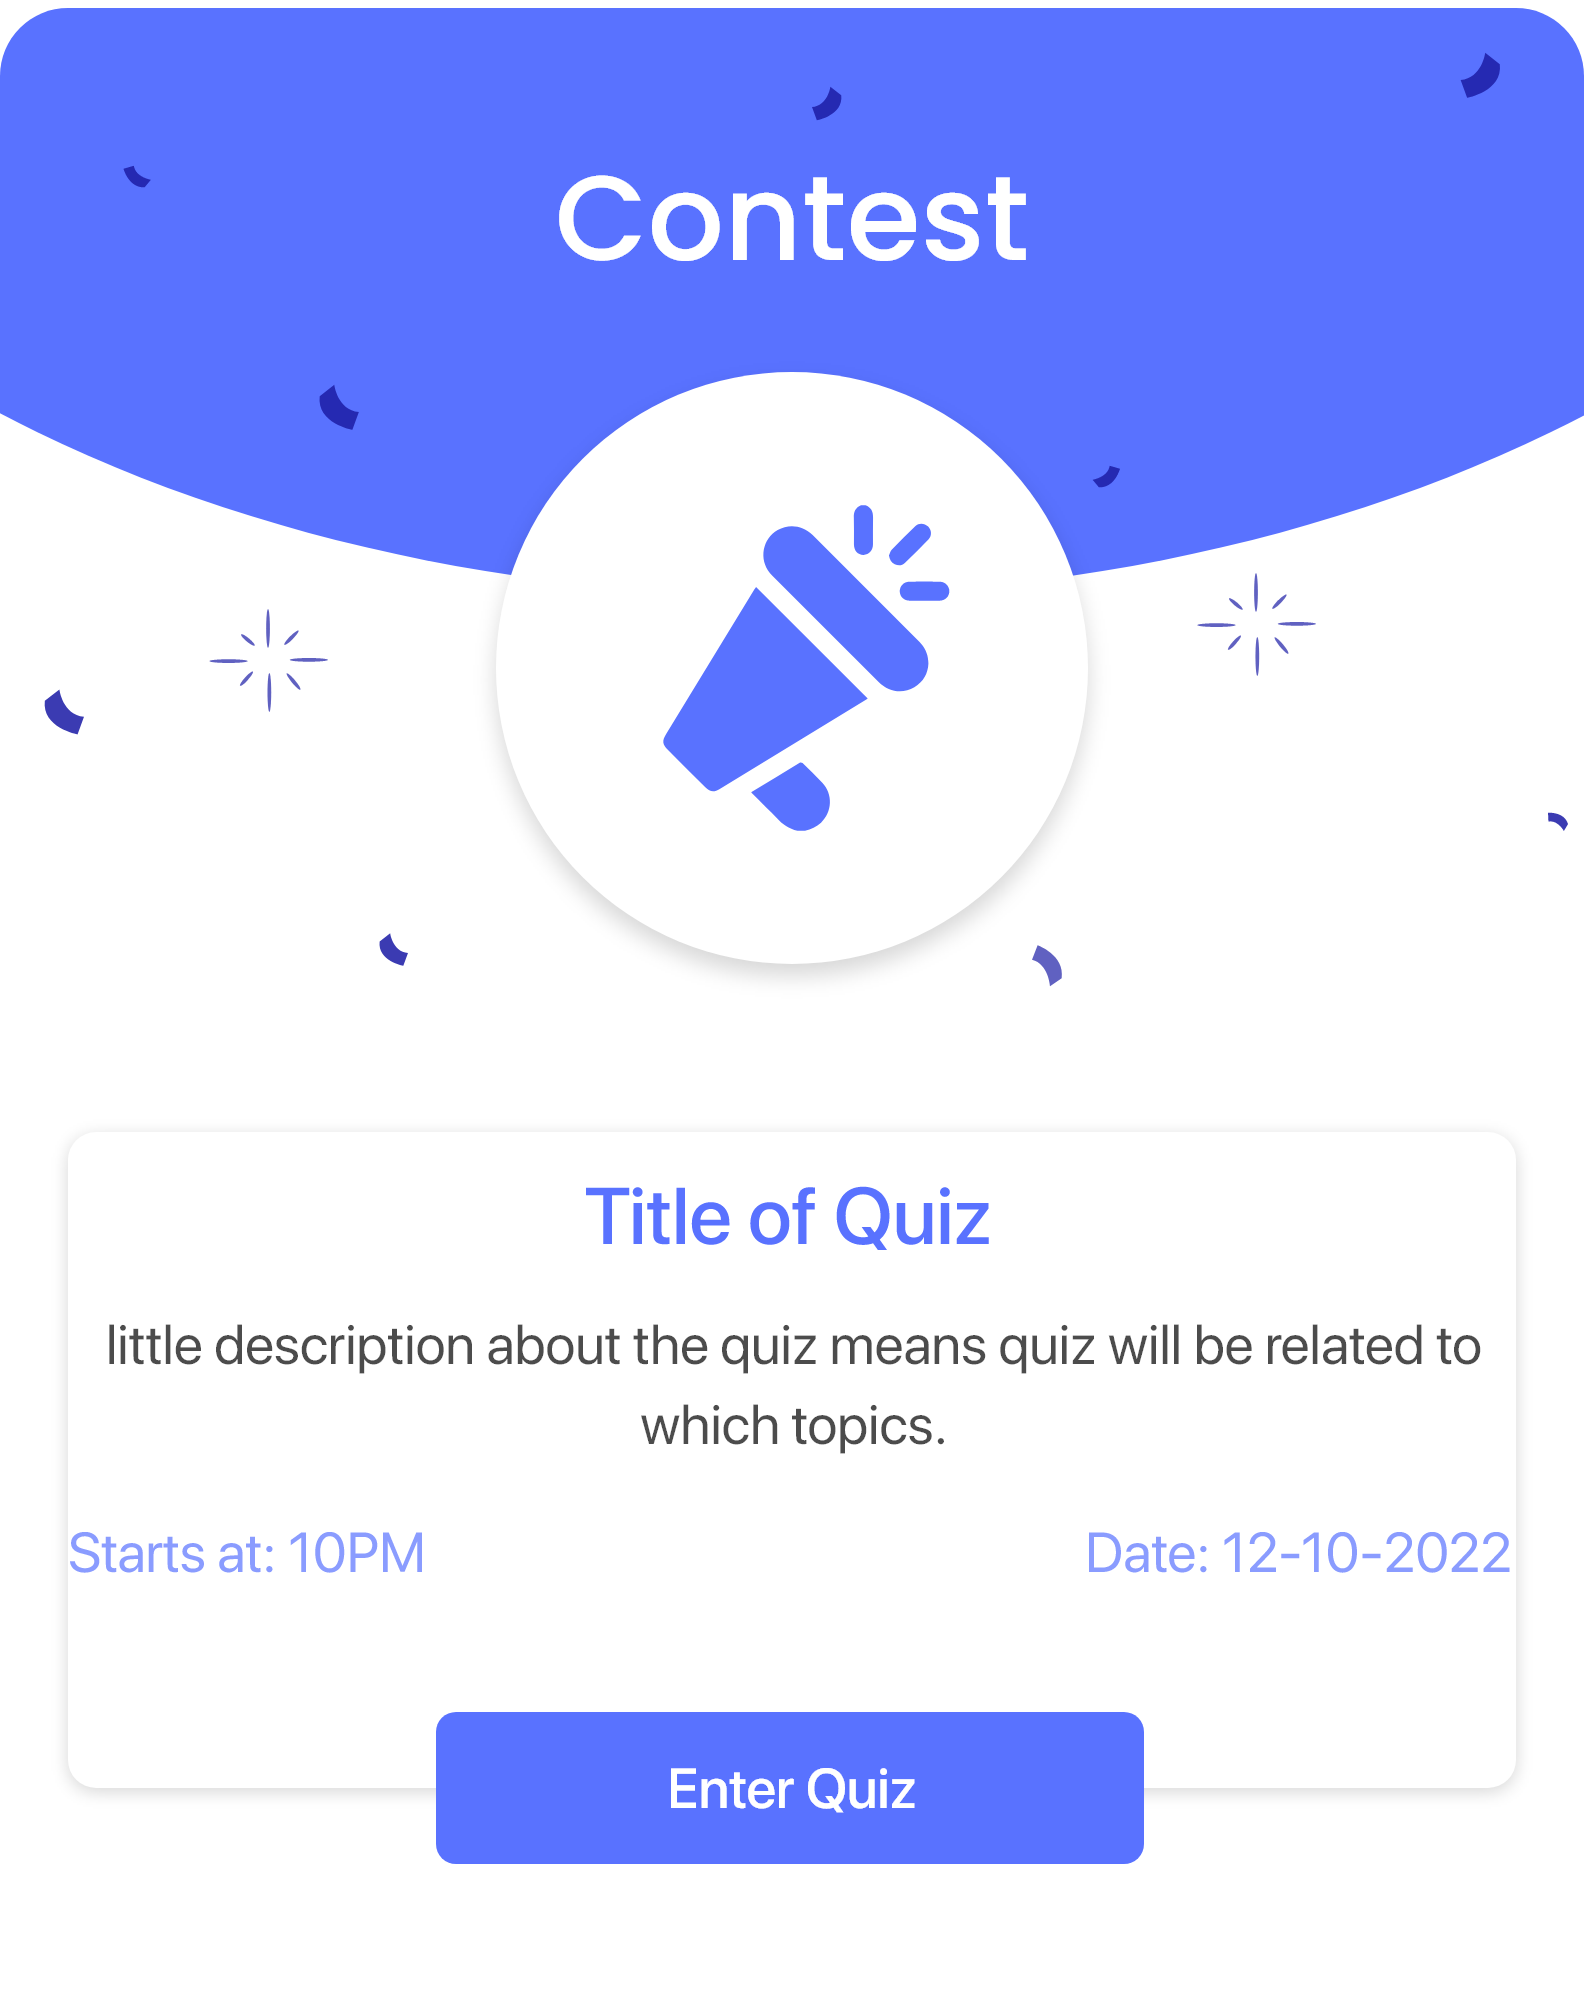 Contest
Title of Quiz
little description about the quiz means quiz will be related to
which topics.
Starts at: 10PM
Date: 12-10-2022
Enter Quiz